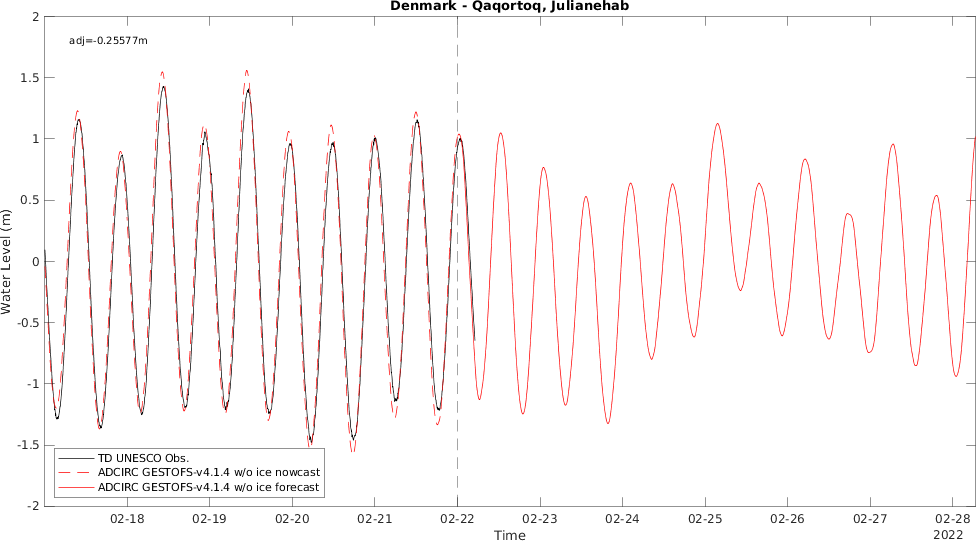 Denmark - Qaqortoq, Julianehab
adj=-0.25577m
2
1.5
1
0.5
0
-0.5
-1
-1.5
-2
Water Level (m)
TD UNESCO Obs.
ADCIRC GESTOFS-v4.1.4 w/o ice nowcast
ADCIRC GESTOFS-v4.1.4 w/o ice forecast
02-18 02-19 02-20 02-21 02-22 02-23 02-24 02-25 02-26 02-27 02-28
2022
Time